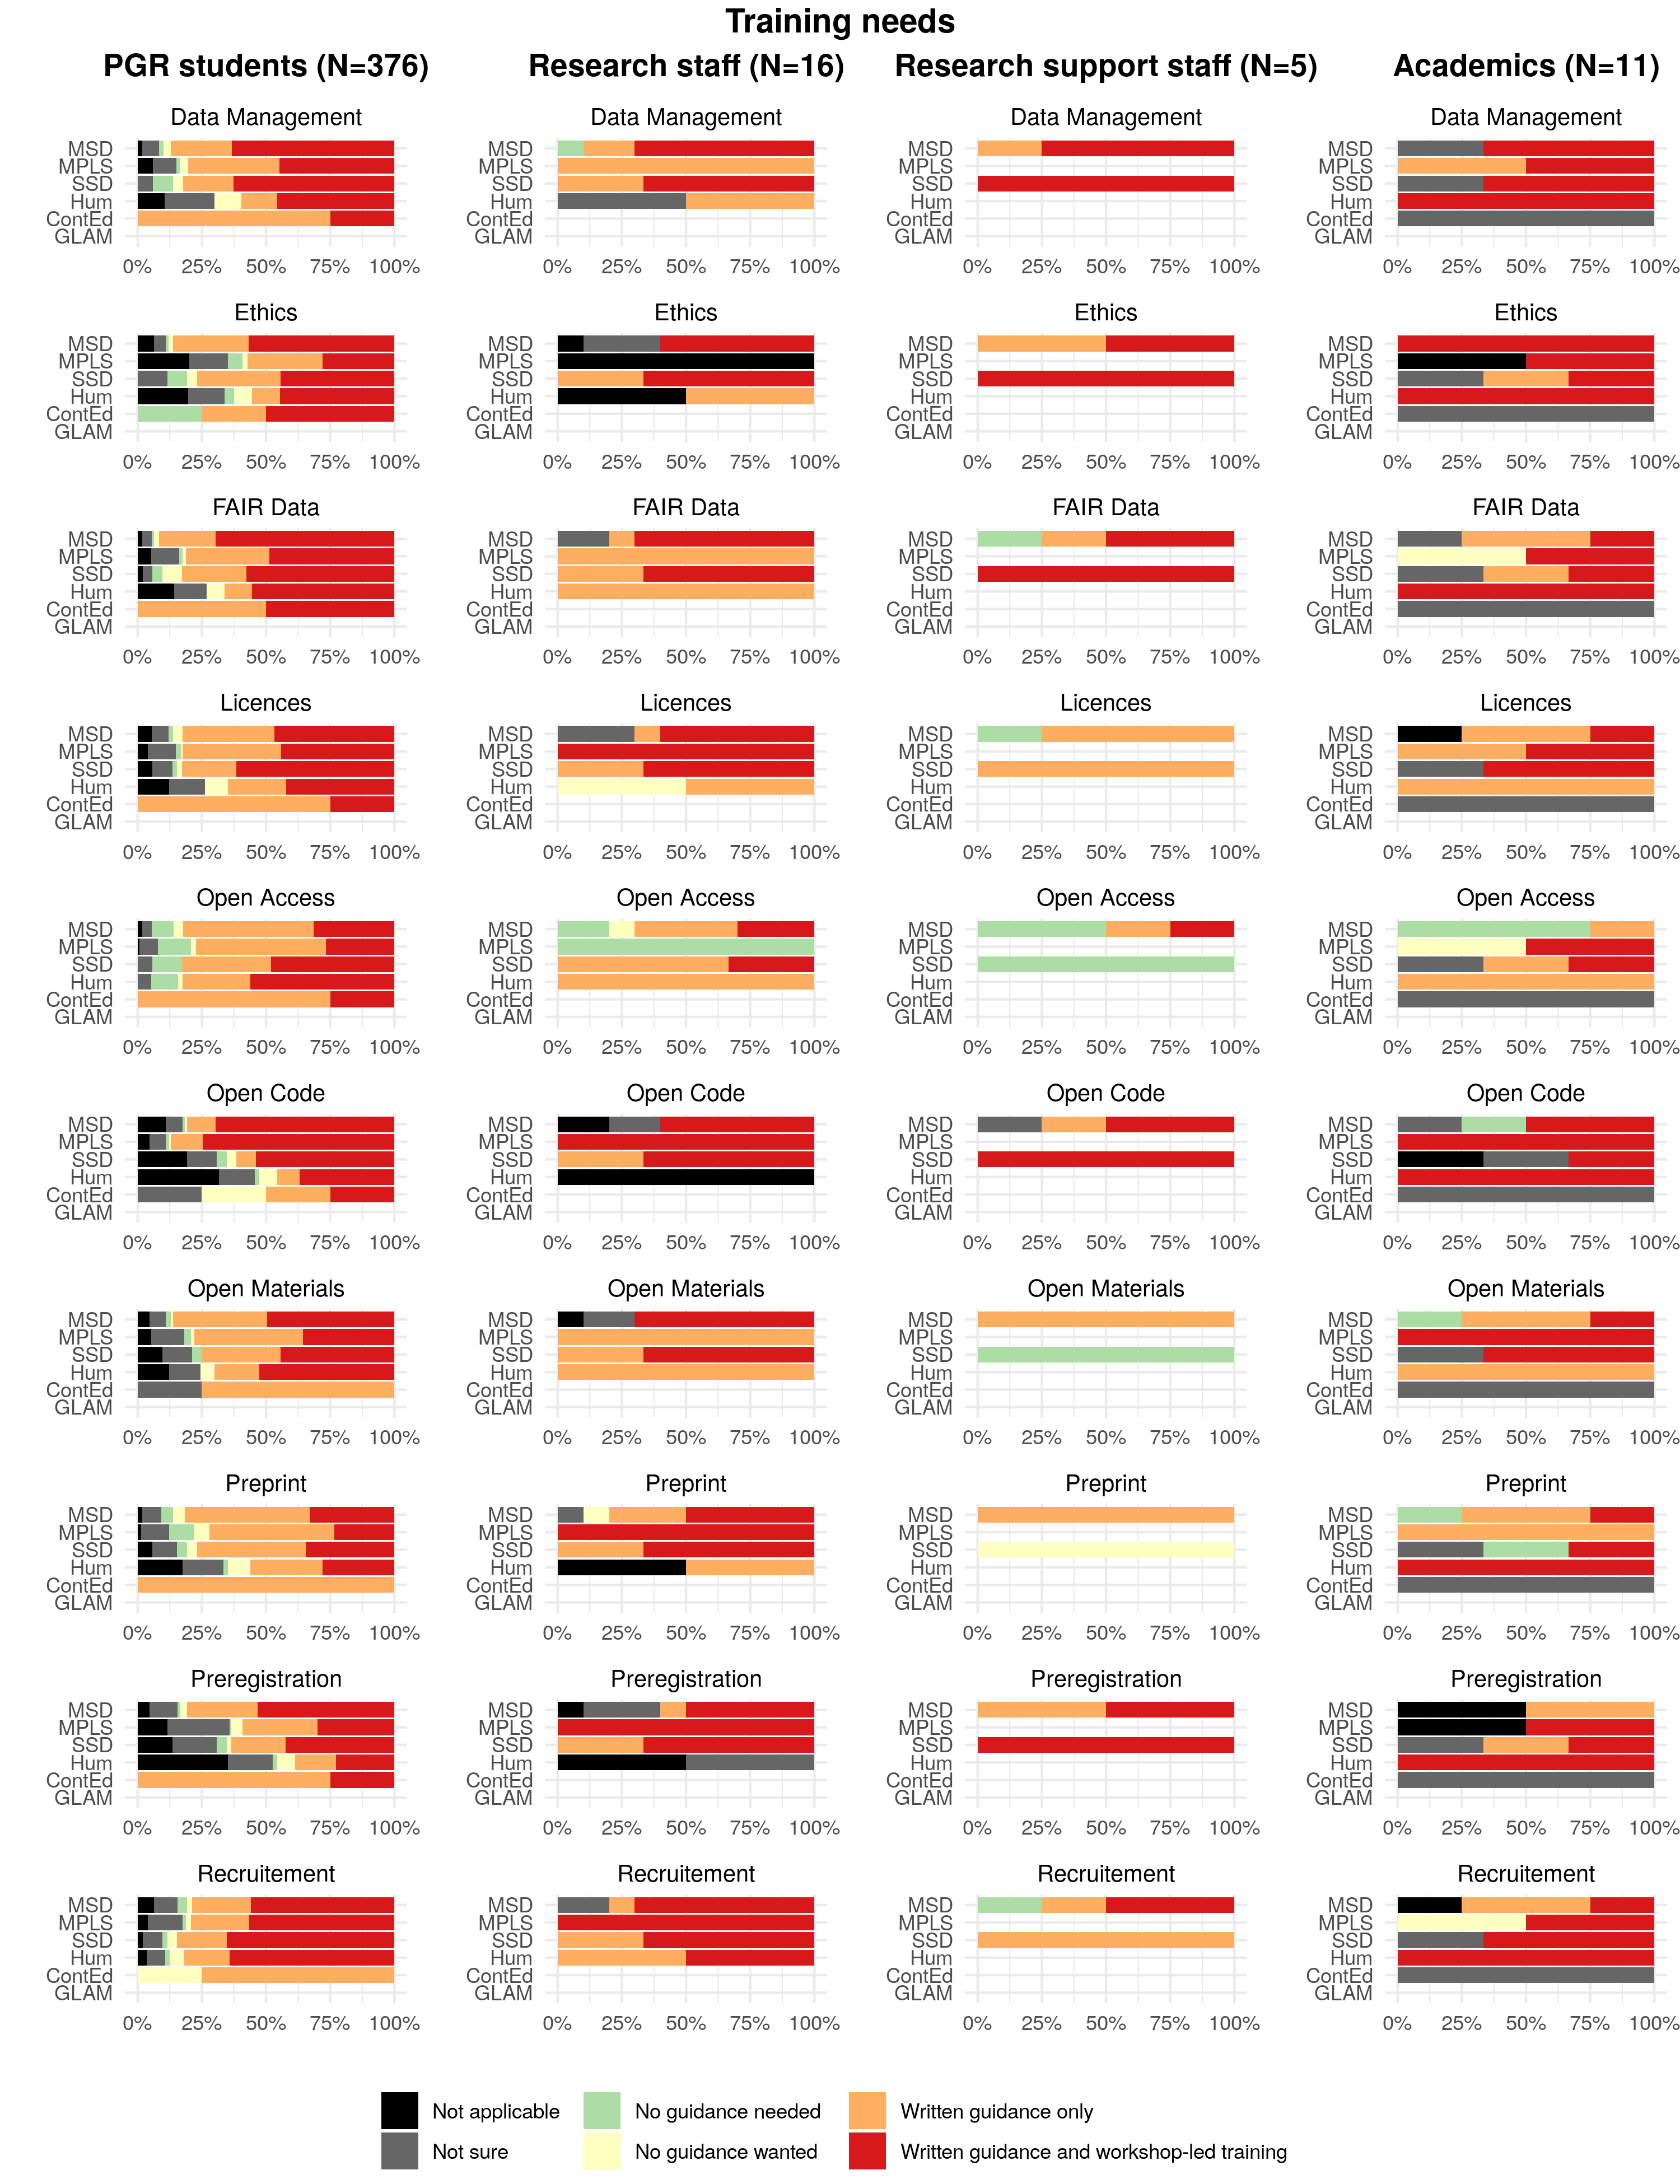 Training needs
PGR students (N=376) Research staff (N=16) Research support staff (N=5) Academics (N=11)
Data Management Data Management Data Management Data Management
MSD MSD MSD MSD
MPLS MPLS MPLS MPLS
SSD SSD SSD SSD
Hum Hum Hum Hum
ContEd ContEd ContEd ContEd
GLAM GLAM GLAM GLAM
0% 25% 50% 75% 100% 0% 25% 50% 75% 100% 0% 25% 50% 75% 100% 0% 25% 50% 75% 100%
Ethics Ethics Ethics Ethics
MSD MSD MSD MSD
MPLS MPLS MPLS MPLS
SSD SSD SSD SSD
Hum Hum Hum Hum
ContEd ContEd ContEd ContEd
GLAM GLAM GLAM GLAM
0% 25% 50% 75% 100% 0% 25% 50% 75% 100% 0% 25% 50% 75% 100% 0% 25% 50% 75% 100%
FAIR Data FAIR Data FAIR Data FAIR Data
MSD MSD MSD MSD
MPLS MPLS MPLS MPLS
SSD SSD SSD SSD
Hum Hum Hum Hum
ContEd ContEd ContEd ContEd
GLAM GLAM GLAM GLAM
0% 25% 50% 75% 100% 0% 25% 50% 75% 100% 0% 25% 50% 75% 100% 0% 25% 50% 75% 100%
Licences Licences Licences Licences
MSD MSD MSD MSD
MPLS MPLS MPLS MPLS
SSD SSD SSD SSD
Hum Hum Hum Hum
ContEd ContEd ContEd ContEd
GLAM GLAM GLAM GLAM
0% 25% 50% 75% 100% 0% 25% 50% 75% 100% 0% 25% 50% 75% 100% 0% 25% 50% 75% 100%
Open Access Open Access Open Access Open Access
MSD MSD MSD MSD
MPLS MPLS MPLS MPLS
SSD SSD SSD SSD
Hum Hum Hum Hum
ContEd ContEd ContEd ContEd
GLAM GLAM GLAM GLAM
0% 25% 50% 75% 100% 0% 25% 50% 75% 100% 0% 25% 50% 75% 100% 0% 25% 50% 75% 100%
Open Code Open Code Open Code Open Code
MSD MSD MSD MSD
MPLS MPLS MPLS MPLS
SSD SSD SSD SSD
Hum Hum Hum Hum
ContEd ContEd ContEd ContEd
GLAM GLAM GLAM GLAM
0% 25% 50% 75% 100% 0% 25% 50% 75% 100% 0% 25% 50% 75% 100% 0% 25% 50% 75% 100%
Open Materials Open Materials Open Materials Open Materials
MSD MSD MSD MSD
MPLS MPLS MPLS MPLS
SSD SSD SSD SSD
Hum Hum Hum Hum
ContEd ContEd ContEd ContEd
GLAM GLAM GLAM GLAM
0% 25% 50% 75% 100% 0% 25% 50% 75% 100% 0% 25% 50% 75% 100% 0% 25% 50% 75% 100%
Preprint Preprint Preprint Preprint
MSD MSD MSD MSD
MPLS MPLS MPLS MPLS
SSD SSD SSD SSD
Hum Hum Hum Hum
ContEd ContEd ContEd ContEd
GLAM GLAM GLAM GLAM
0% 25% 50% 75% 100% 0% 25% 50% 75% 100% 0% 25% 50% 75% 100% 0% 25% 50% 75% 100%
Preregistration Preregistration Preregistration Preregistration
MSD MSD MSD MSD
MPLS MPLS MPLS MPLS
SSD SSD SSD SSD
Hum Hum Hum Hum
ContEd ContEd ContEd ContEd
GLAM GLAM GLAM GLAM
0% 25% 50% 75% 100% 0% 25% 50% 75% 100% 0% 25% 50% 75% 100% 0% 25% 50% 75% 100%
Recruitement Recruitement Recruitement Recruitement
MSD MSD MSD MSD
MPLS MPLS MPLS MPLS
SSD SSD SSD SSD
Hum Hum Hum Hum
ContEd ContEd ContEd ContEd
GLAM GLAM GLAM GLAM
0% 25% 50% 75% 100% 0% 25% 50% 75% 100% 0% 25% 50% 75% 100% 0% 25% 50% 75% 100%
Not applicable No guidance needed Written guidance only
Not sure No guidance wanted Written guidance and workshop-led training